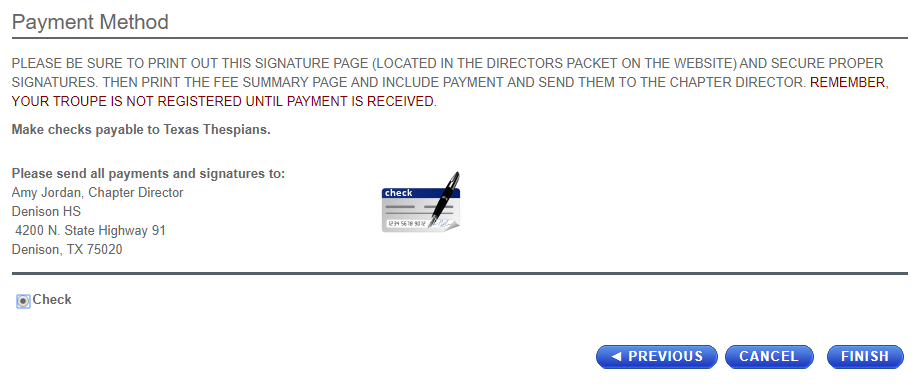 Payment Method
PLEASE BE SURE TO PRINT OUT THIS SIGNATURE PAGE (LOCATED IN THE DIRECTORS PACKET ON THE WEBSITE) AND SECURE PROPER
SIGNATURES. THEN PRINT THE FEE SUMMARY PAGE AND INCLUDE PAYMENT AND SEND THEM TO THE CHAPTER DIRECTOR. REMEMBER,
YOUR TROUPE IS NOT REGISTERED UNTIL PAYMENT IS RECEIVED.
Make checks payable to Texas Thespians.
Please send all payments and signatures to:
Amy Jordan, Chapter Director
Denison HS
4200 N. State Highway 91
Denison, TX 75020
check
1234 5678 9012
Check
◄ PREVIOUS
CANCEL
FINISH